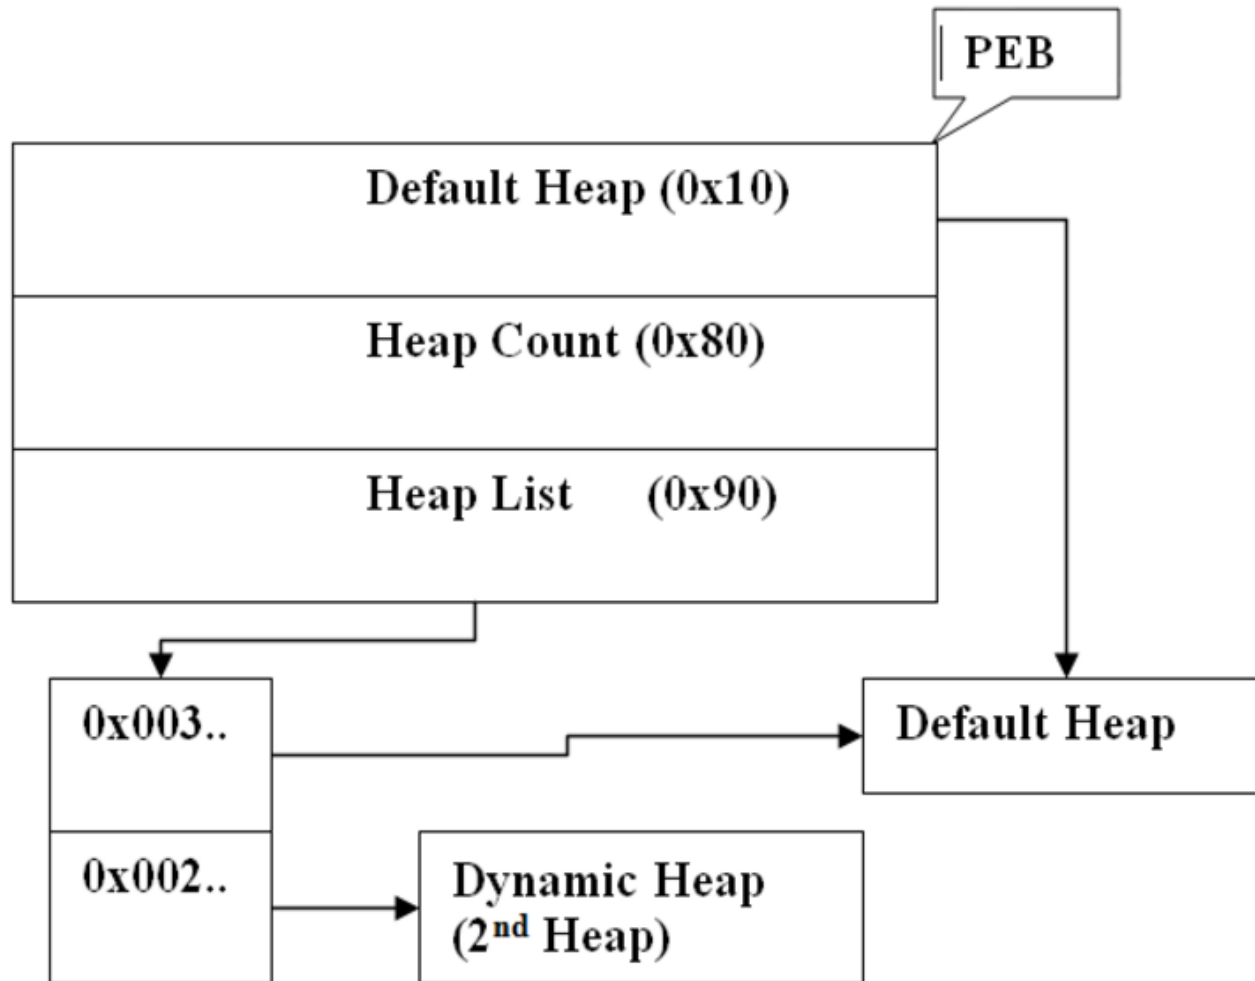 PEB
Default Heap (0x10)
Heap Count (0x80)
Heap List (0x90)
0x003..
Default Heap
0x002..
Dynamic Heap
(2nd Heap)